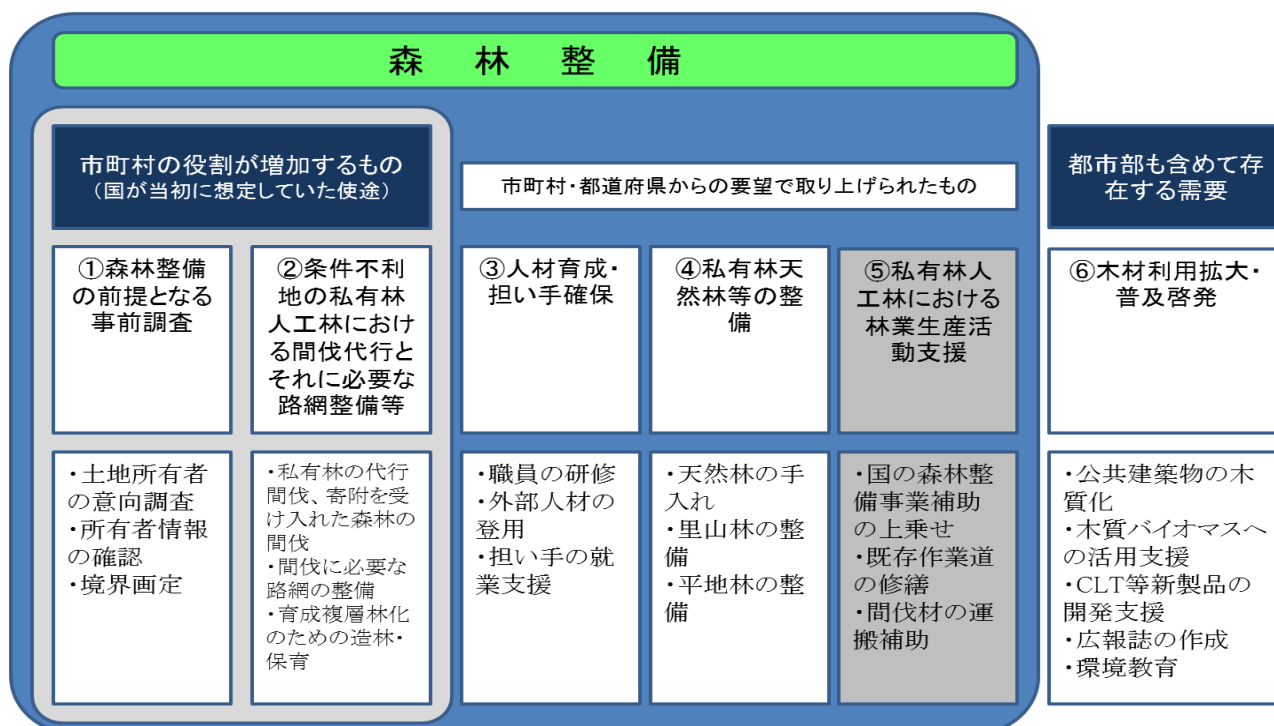 森林整備
市町村の役割が増加するもの
（国が当初に想定していた使途）
市町村・都道府県からの要望で取り上げられたもの
都市部も含めて存
在する需要
①森林整備
の前提となる
事前調査
②条件不利
地の私有林
人工林におけ
る間伐代行と
それに必要な
路網整備等
③人材育成・
担い手確保
④私有林天
然林等の整
備
⑤私有林人
工林における
林業生産活
動支援
⑥木材利用拡大・
普及啓発
・土地所有者
の意向調査
・所有者情報
の確認
・境界画定
・私有林の代行
間伐、寄附を受
け入れた森林の
間伐
・間伐に必要な
路網の整備
・育成複層林化
のための造林・
保育
・職員の研修
・外部人材の
登用
・担い手の就
業支援
・天然林の手
入れ
・里山林の整
備
・平地林の整
備
・国の森林整
備事業補助
の上乗せ
・既存作業道
の修繕
・間伐材の運
搬補助
・公共建築物の木
質化
・木質バイオマスへ
の活用支援
・CLT等新製品の
開発支援
・広報誌の作成
・環境教育